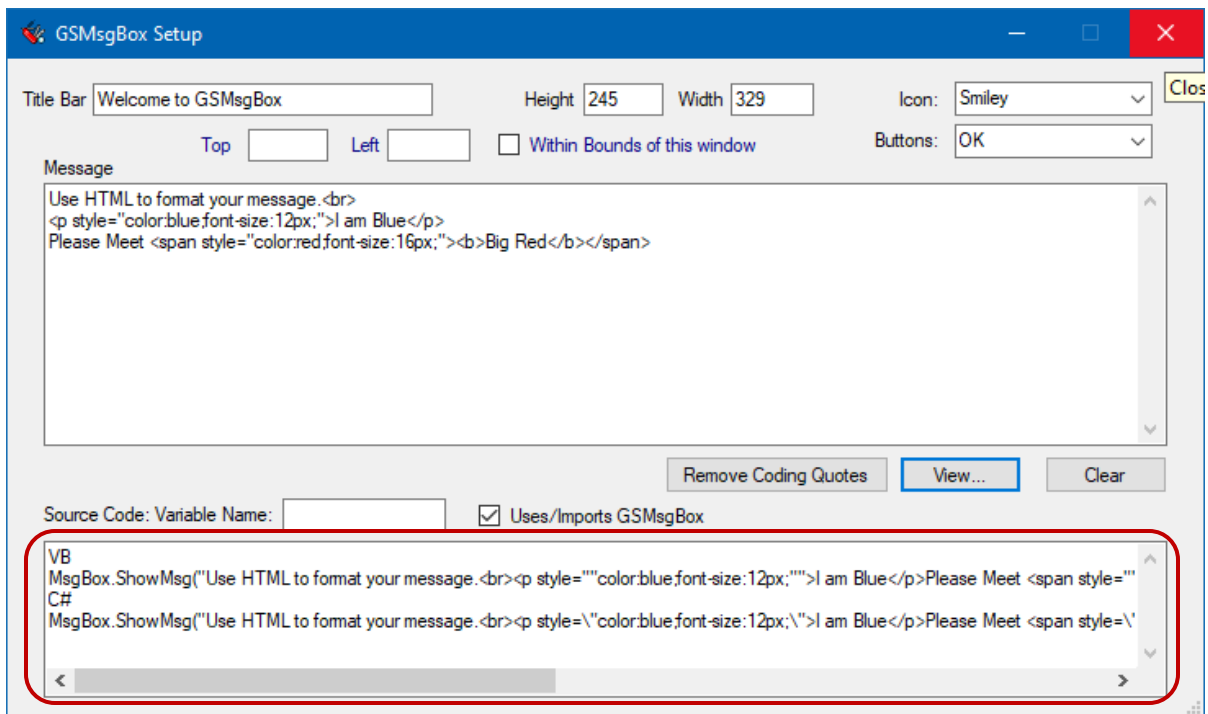 GSMsgBox Setup
Title Bar Welcome to GSMsgBox Height 245 Width 329 Icon: Smiley
Clos
Top Left Within Bounds of this window Buttons: OK
Message
Use HTML to format your message.<br>
<p style="color:blue;font-size:12px;">I am Blue</p>
Please Meet <span style="color:red;font-size:16px;"><b>Big Red</b></span>
Remove Coding Quotes View... Clear
Source Code: Variable Name: Uses/Imports GSMsgBox
VB
MsgBox.ShowMsg("Use HTML to format your message.<br><p style=""color:blue;font-size:12px;"">I am Blue</p>Please Meet <span style=""
C#
MsgBox.ShowMsg("Use HTML to format your message.<br><p style=\"color:blue;font-size:12px;\">I am Blue</p>Please Meet <span style=\"